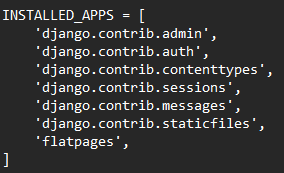 INSTALLED_APPS = [
    'django.contrib.admin',
    'django.contrib.auth',
    'django.contrib.contenttypes',
    'django.contrib.sessions',
    'django.contrib.messages',
    'django.contrib.staticfiles',
    'flatpages',
]